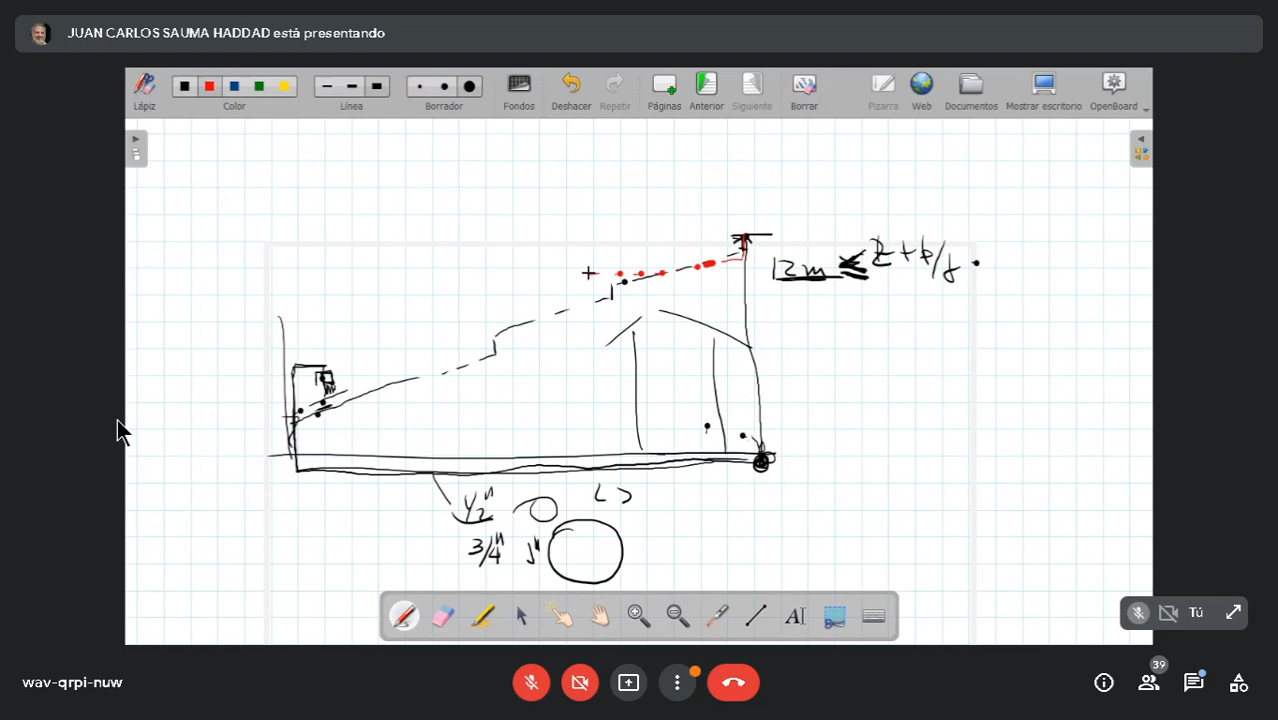 JUAN CARLOS SAUMA HADDAD está presentando
Lápiz
Color
Línea
Borrador
Fondos
Deshacer
Repetir
Páginas
Anterior
Siguiente
Borrar
Pizarra
Web
Documentos
Mostrar escritorio
OpenBoard
12m ≤ Z+P/γ
1/2"
3/4" 1"
Tú
wav-qrpi-nuw
39